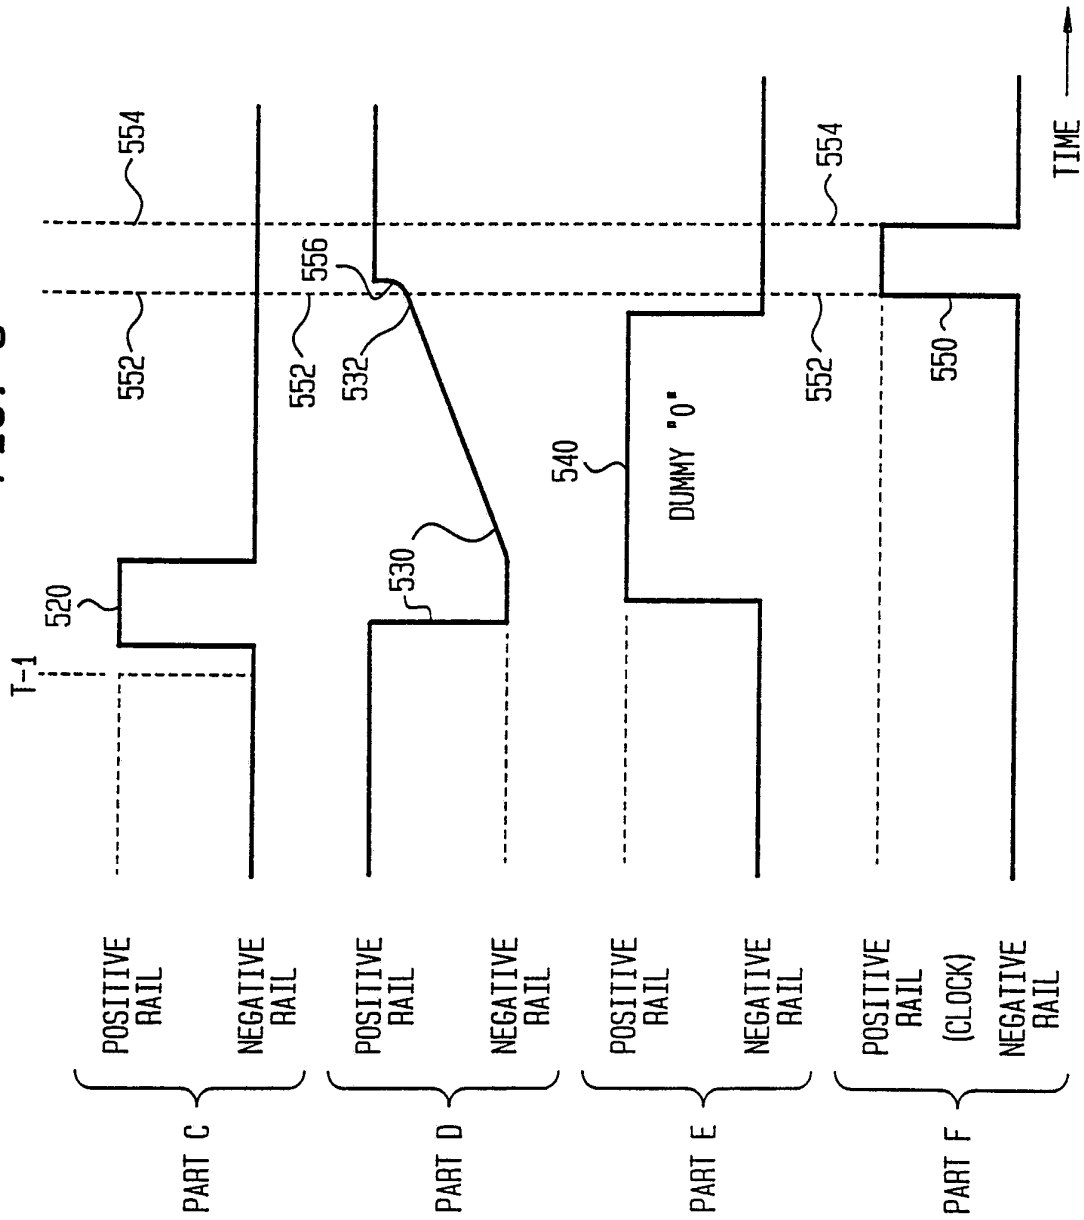 T-1
520
552
554
PART C
POSITIVE
RAIL
NEGATIVE
RAIL
530
532
552
556
PART D
POSITIVE
RAIL
NEGATIVE
RAIL
540
DUMMY "0"
PART E
POSITIVE
RAIL
NEGATIVE
RAIL
552
554
550
PART F
POSITIVE
RAIL
(CLOCK)
NEGATIVE
RAIL
TIME